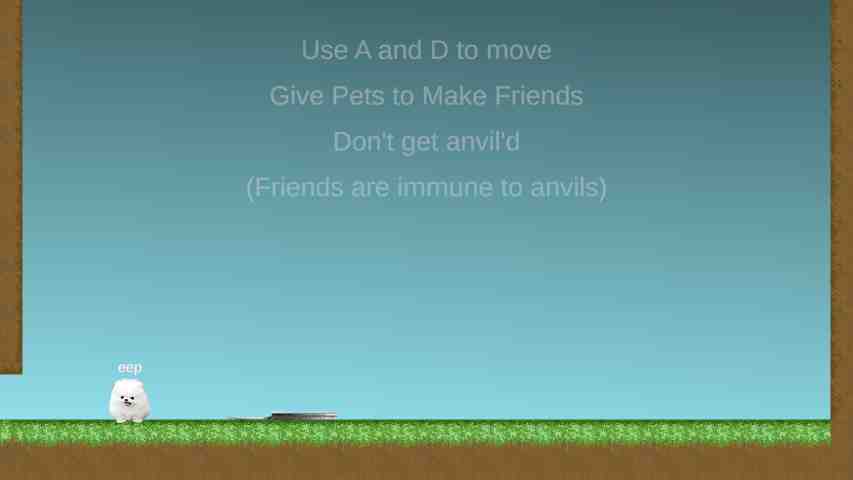 Use A and D to move
Give Pets to Make Friends
Don't get anvil'd
(Friends are immune to anvils)
eep